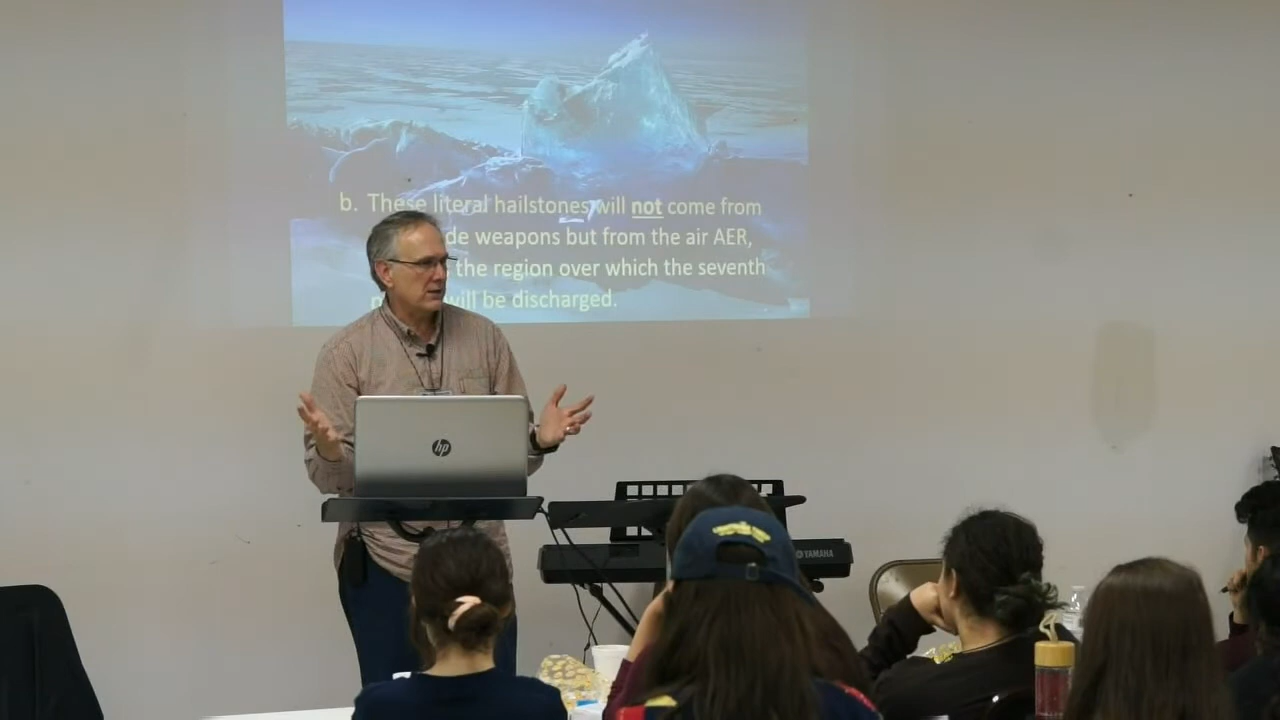 b. These literal hailstones will not come from
de weapons but from the air AER,
the region over which the seventh
will be discharged.
hp
YAMAHA